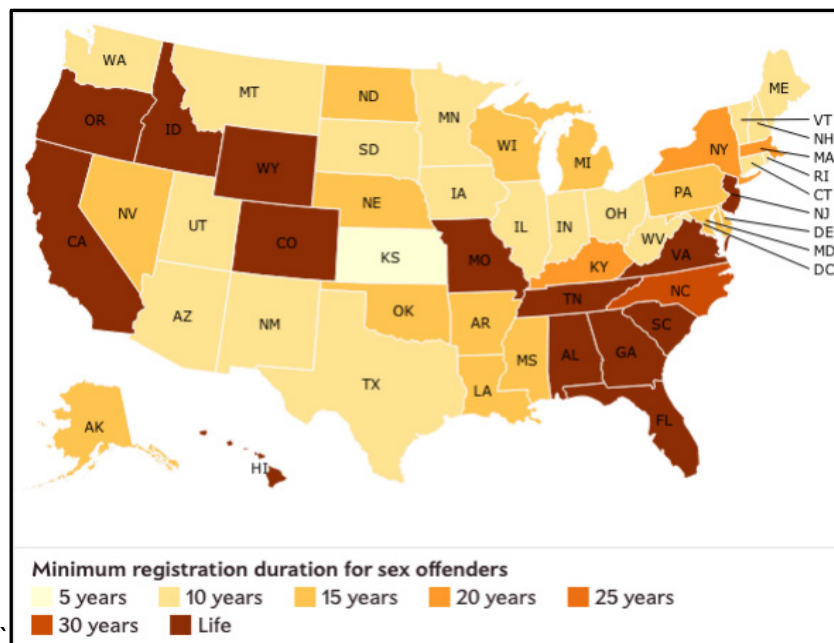 WA
MT
ND
MN
ME
VT
NH
MA
RI
CT
NJ
DE
MD
DC
OR
ID
WY
SD
WI
MI
NY
NV
UT
CO
NE
IA
IL
IN
OH
PA
WV
VA
CA
KS
MO
KY
AZ
NM
OK
AR
TN
NC
SC
TX
LA
MS
AL
GA
FL
AK
HI
Minimum registration duration for sex offenders
5 years 10 years 15 years 20 years 25 years
30 years Life
`